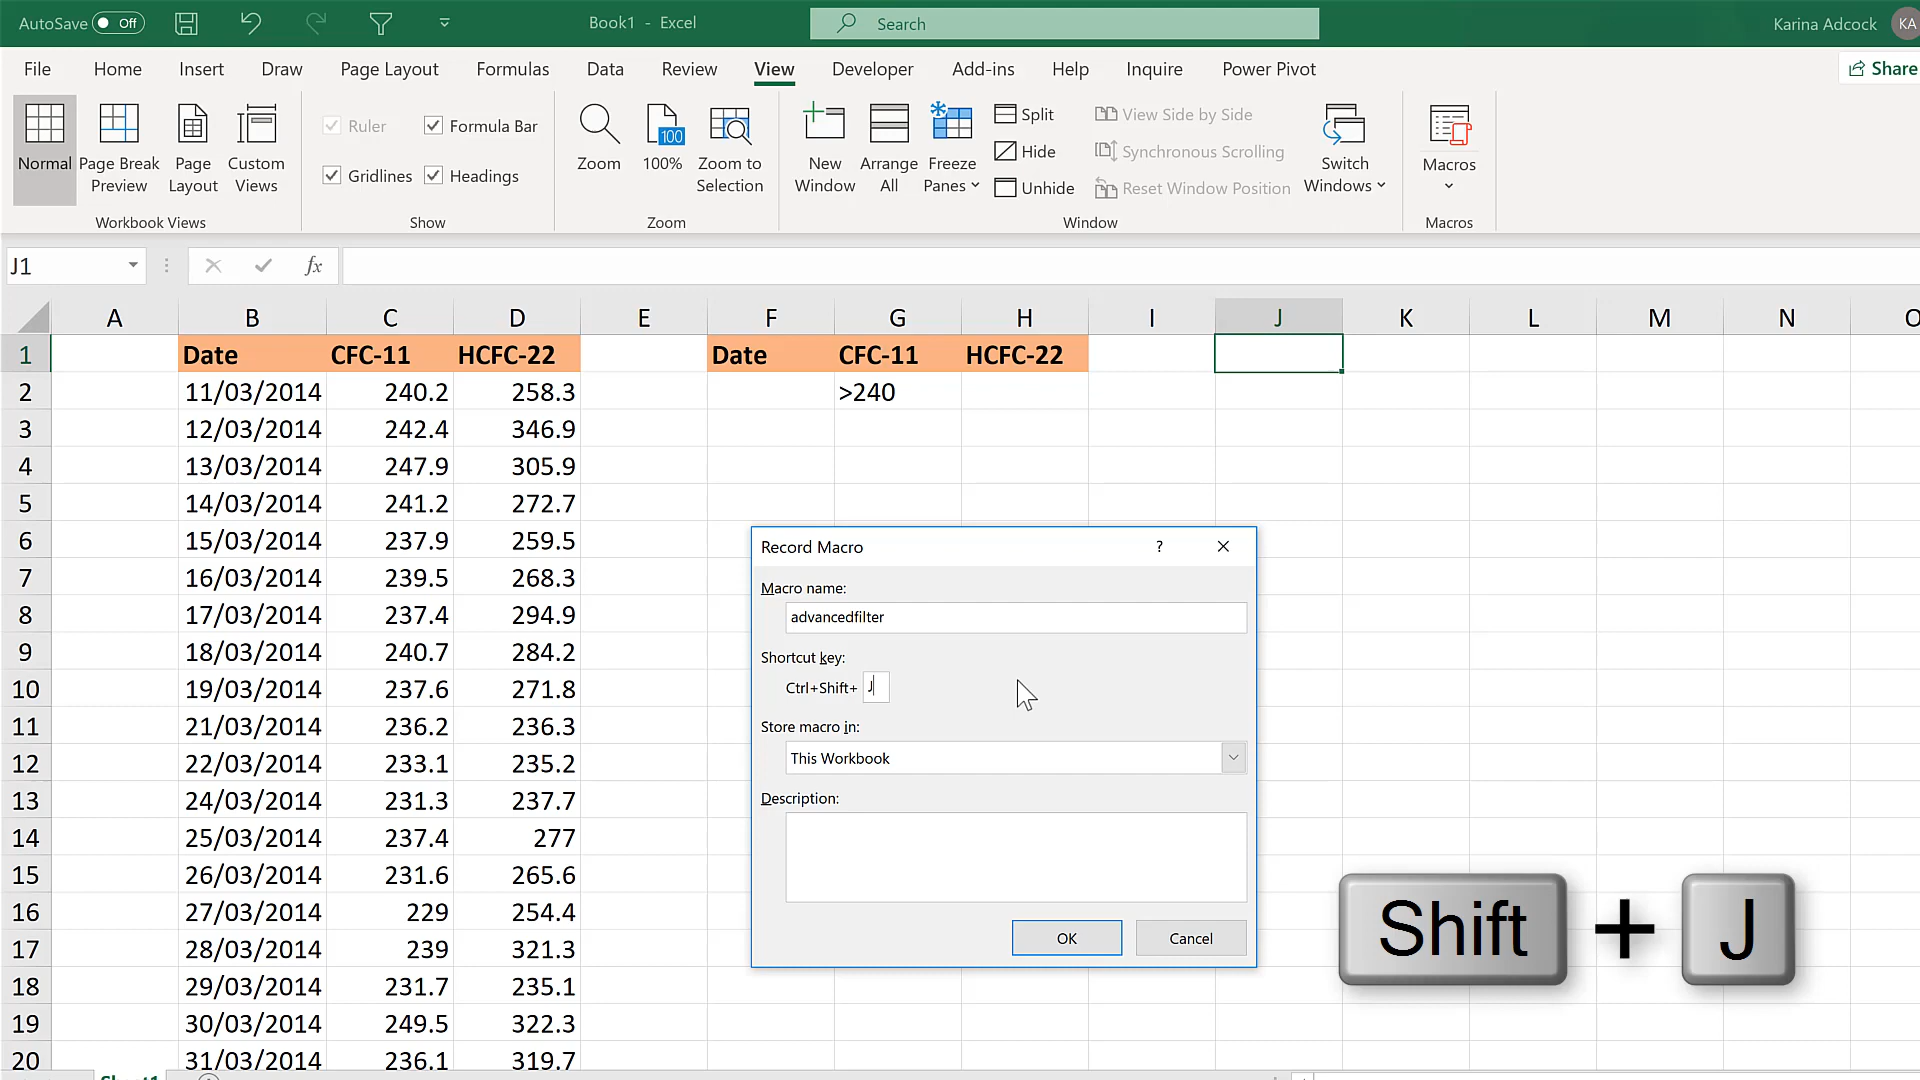 AutoSave Off Book1 - Excel Search Karina Adcock KA
File Home Insert Draw Page Layout Formulas Data Review View Developer Add-ins Help Inquire Power Pivot Share
Normal Page Break Preview Page Layout Custom Views
Workbook Views
Ruler Formula Bar
Gridlines Headings
Show
Zoom 100 100% Zoom to Selection
Zoom
New Window Arrange All Freeze Panes
Split View Side by Side
Hide Synchronous Scrolling
Unhide Reset Window Position
Switch Windows
Window
Macros
Macros
J1 fx
A B C D E F G H I J K L M N O
1 Date CFC-11 HCFC-22 Date CFC-11 HCFC-22
2 11/03/2014 240.2 258.3 >240
3 12/03/2014 242.4 346.9
4 13/03/2014 247.9 305.9
5 14/03/2014 241.2 272.7
6 15/03/2014 237.9 259.5
7 16/03/2014 239.5 268.3
8 17/03/2014 237.4 294.9
9 18/03/2014 240.7 284.2
10 19/03/2014 237.6 271.8
11 21/03/2014 236.2 236.3
12 22/03/2014 233.1 235.2
13 24/03/2014 231.3 237.7
14 25/03/2014 237.4 277
15 26/03/2014 231.6 265.6
16 27/03/2014 229 254.4
17 28/03/2014 239 321.3
18 29/03/2014 231.7 235.1
19 30/03/2014 249.5 322.3
20 31/03/2014 236.1 319.7
Sheet1
Record Macro ?
Macro name:
advancedfilter
Shortcut key:
Ctrl+Shift+ J
Store macro in:
This Workbook
Description:
OK Cancel
Shift + J